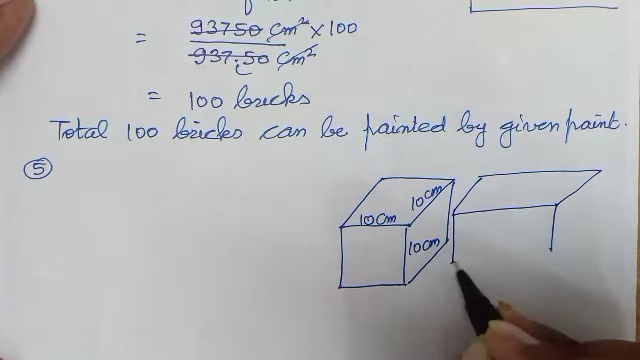 = 93750 cm² × 100
937.50 cm²
= 100 bricks
Total 100 bricks can be painted by given paint.
5
10cm
10cm
10cm